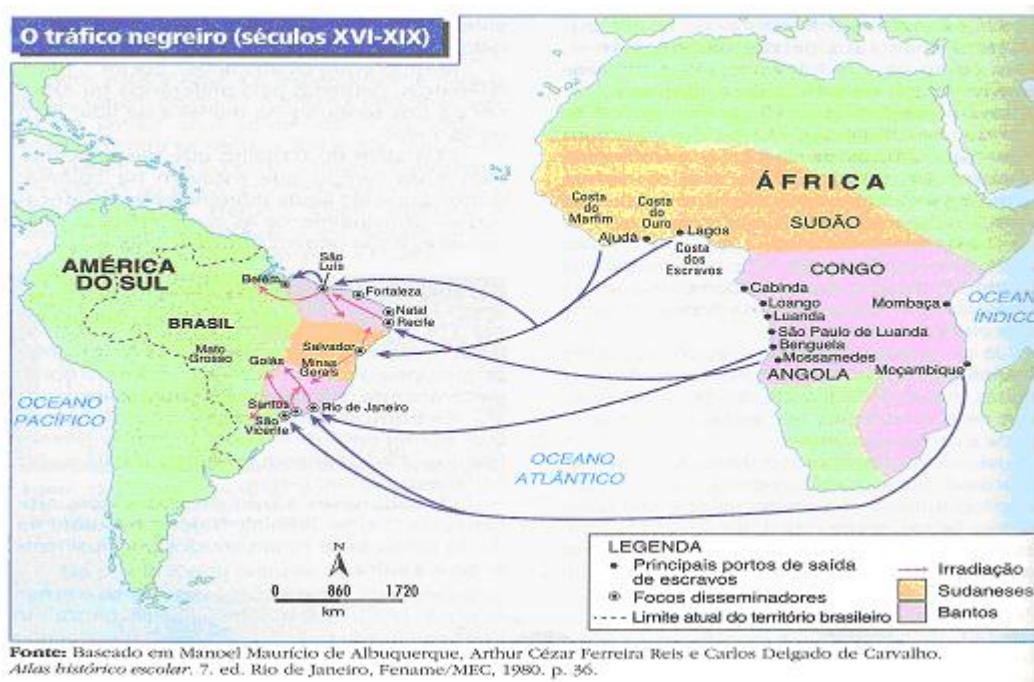 O tráfico negreiro (séculos XVI-XIX)
AMÉRICA
DO SUL
BRASIL
Mato
Grosso
Goiás
Minas
Gerais
Belém
São
Luís
Fortaleza
Natal
Recife
Salvador
Rio de Janeiro
Santos
São
Vicente
OCEANO
PACÍFICO
OCEANO
ATLÂNTICO
ÁFRICA
SUDÃO
Costa
do
Marfim
Costa
do
Ouro
Ajudá
Lagos
Costa
dos
Escravos
CONGO
Cabinda
Loango
Luanda
São Paulo de Luanda
Benguela
Mossamedes
ANGOLA
Mombaça
Moçambique
OCEANO
ÍNDICO
N
0 860 1720
km
LEGENDA
Principais portos de saída
de escravos
Focos disseminadores
Limite atual do território brasileiro
Irradiação
Sudaneses
Bantos
Fonte: Baseado em Manoel Maurício de Albuquerque, Arthur Cézar Ferreira Reis e Carlos Delgado de Carvalho.
Atlas histórico escolar. 7. ed. Rio de Janeiro, Fename/MEC, 1980. p. 36.